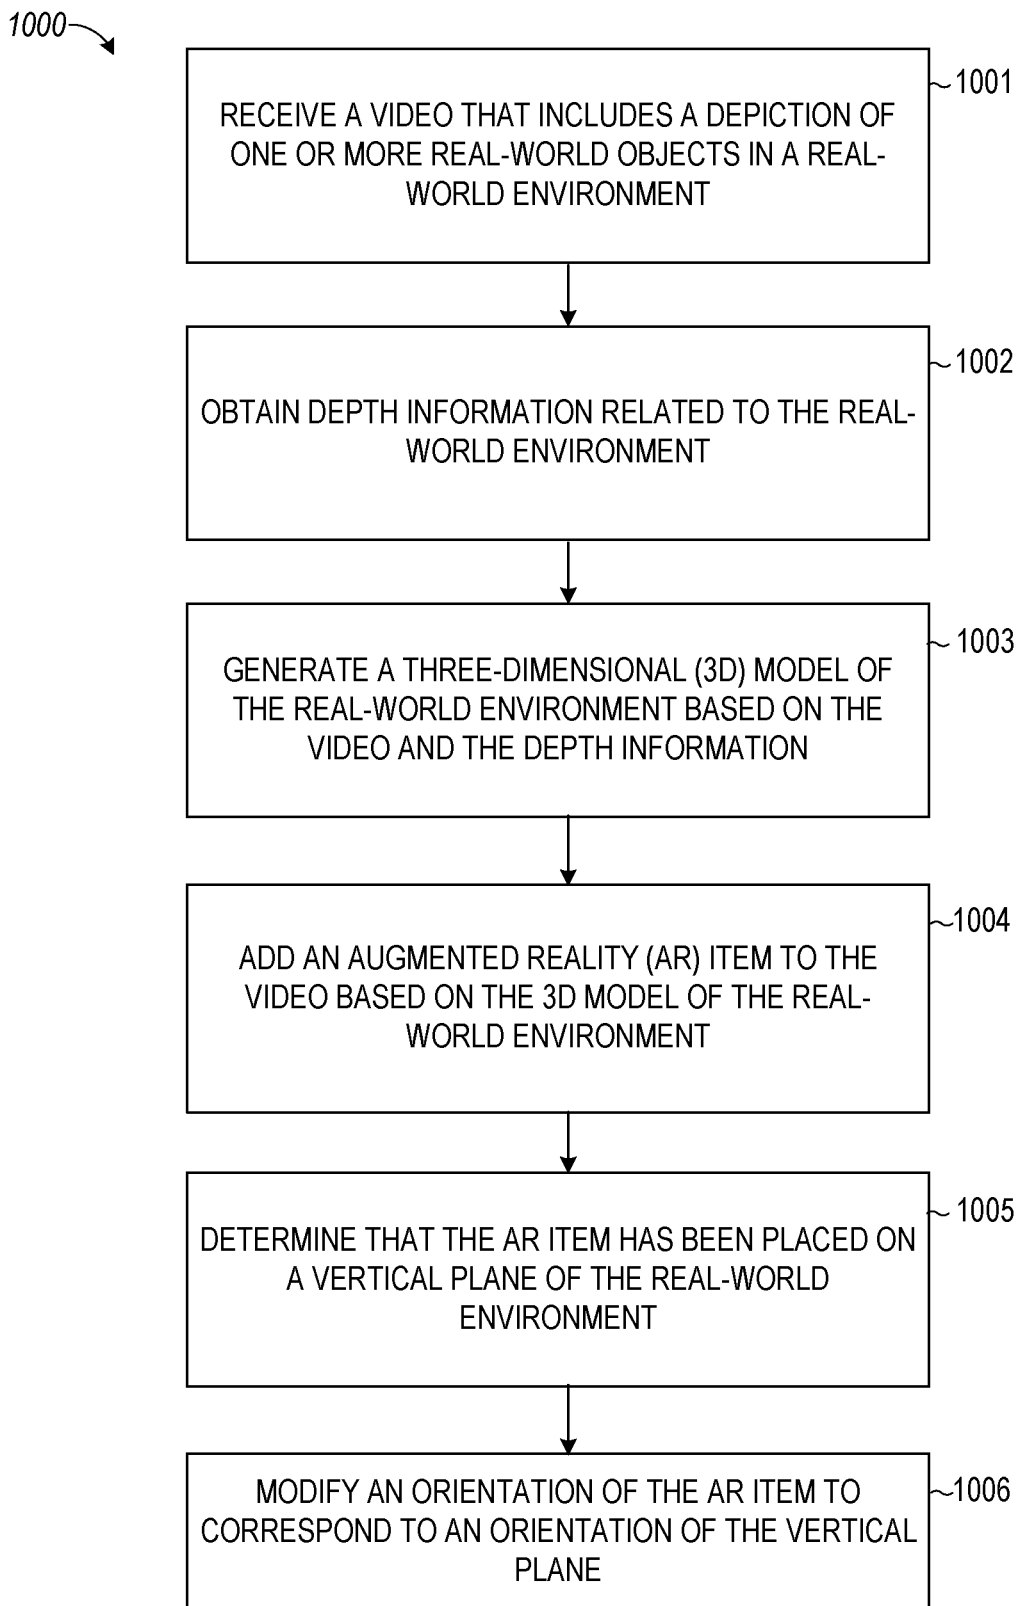 1000
1001
RECEIVE A VIDEO THAT INCLUDES A DEPICTION OF
ONE OR MORE REAL-WORLD OBJECTS IN A REAL-
WORLD ENVIRONMENT
1002
OBTAIN DEPTH INFORMATION RELATED TO THE REAL-
WORLD ENVIRONMENT
1003
GENERATE A THREE-DIMENSIONAL (3D) MODEL OF
THE REAL-WORLD ENVIRONMENT BASED ON THE
VIDEO AND THE DEPTH INFORMATION
1004
ADD AN AUGMENTED REALITY (AR) ITEM TO THE
VIDEO BASED ON THE 3D MODEL OF THE REAL-
WORLD ENVIRONMENT
1005
DETERMINE THAT THE AR ITEM HAS BEEN PLACED ON
A VERTICAL PLANE OF THE REAL-WORLD
ENVIRONMENT
1006
MODIFY AN ORIENTATION OF THE AR ITEM TO
CORRESPOND TO AN ORIENTATION OF THE VERTICAL
PLANE